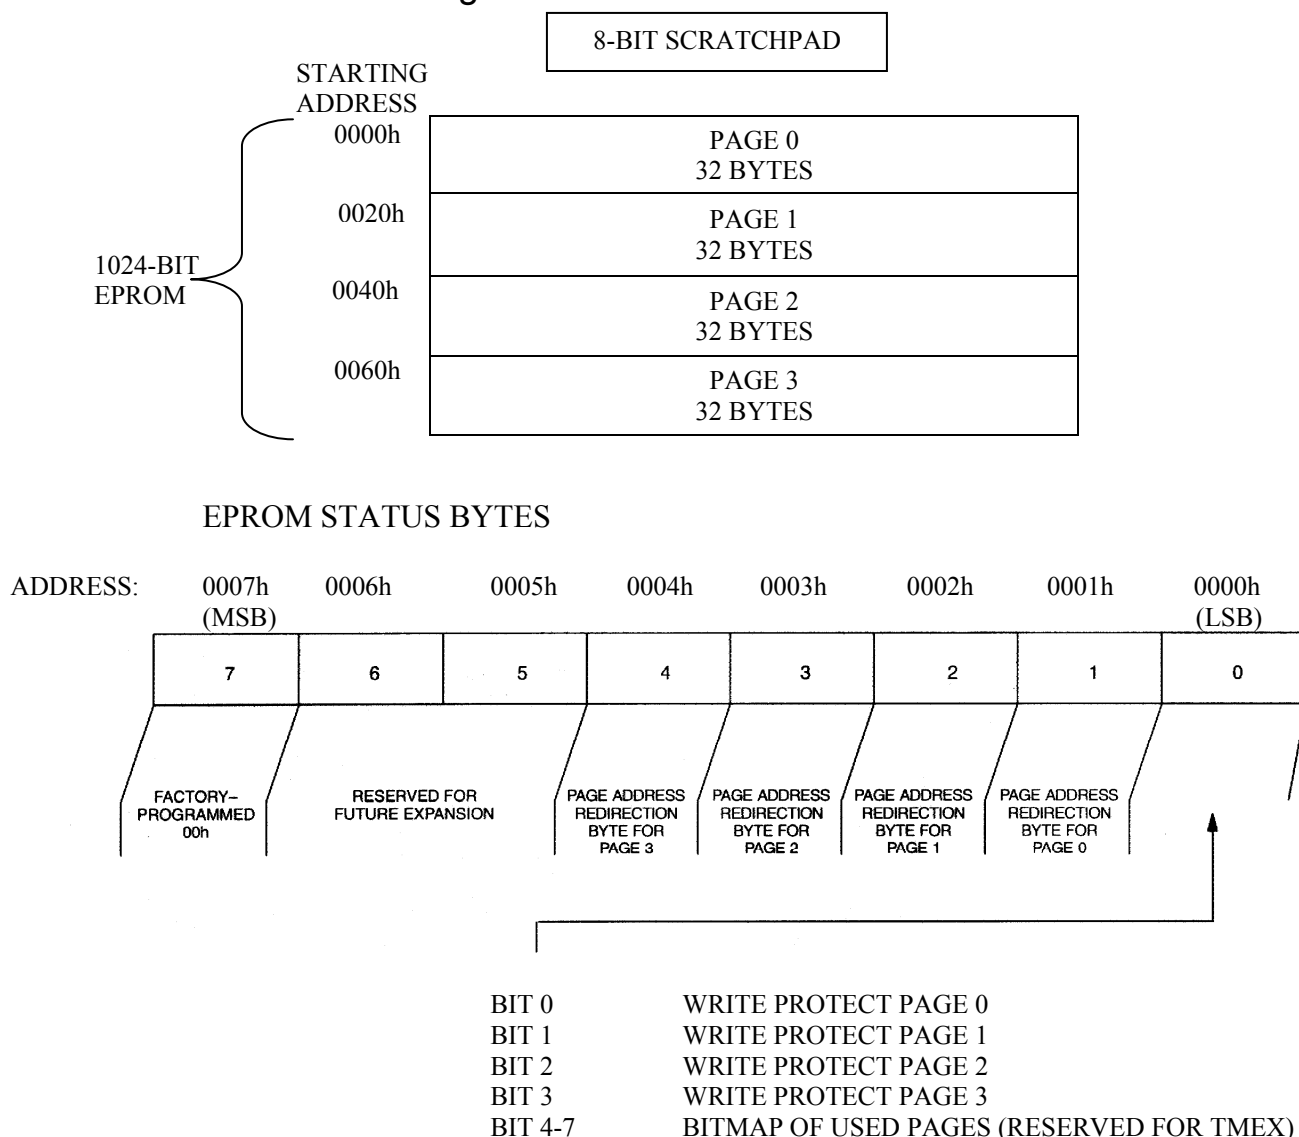 8-BIT SCRATCHPAD
STARTING
ADDRESS
0000h
PAGE 0
32 BYTES
0020h
PAGE 1
32 BYTES
1024-BIT
EPROM
0040h
PAGE 2
32 BYTES
0060h
PAGE 3
32 BYTES
EPROM STATUS BYTES
ADDRESS: 0007h 0006h 0005h 0004h 0003h 0002h 0001h 0000h
(MSB) (LSB)
7 6 5 4 3 2 1 0
FACTORY–
PROGRAMMED
00h
RESERVED FOR
FUTURE EXPANSION
PAGE ADDRESS
REDIRECTION
BYTE FOR
PAGE 3
PAGE ADDRESS
REDIRECTION
BYTE FOR
PAGE 2
PAGE ADDRESS
REDIRECTION
BYTE FOR
PAGE 1
PAGE ADDRESS
REDIRECTION
BYTE FOR
PAGE 0
BIT 0 WRITE PROTECT PAGE 0
BIT 1 WRITE PROTECT PAGE 1
BIT 2 WRITE PROTECT PAGE 2
BIT 3 WRITE PROTECT PAGE 3
BIT 4-7 BITMAP OF USED PAGES (RESERVED FOR TMEX)